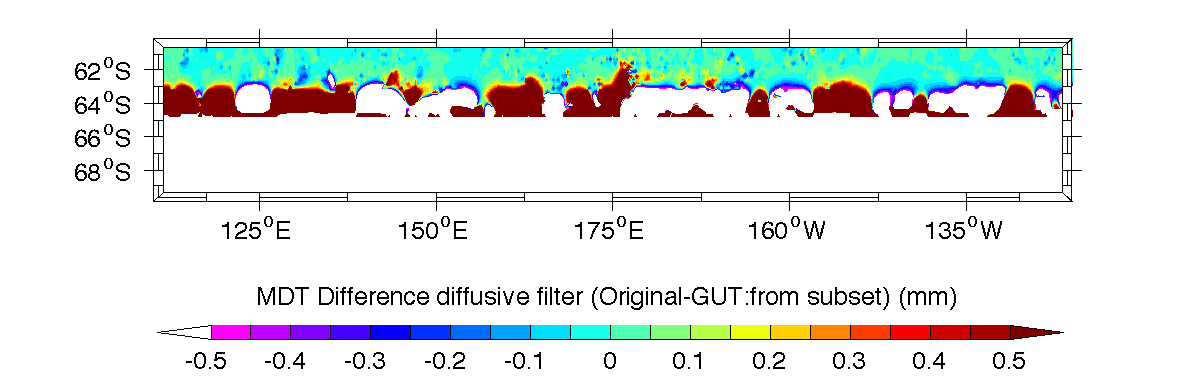 62°S
64°S
66°S
68°S
125°E 150°E 175°E 160°W 135°W
MDT Difference diffusive filter (Original-GUT:from subset) (mm)
-0.5 -0.4 -0.3 -0.2 -0.1 0 0.1 0.2 0.3 0.4 0.5